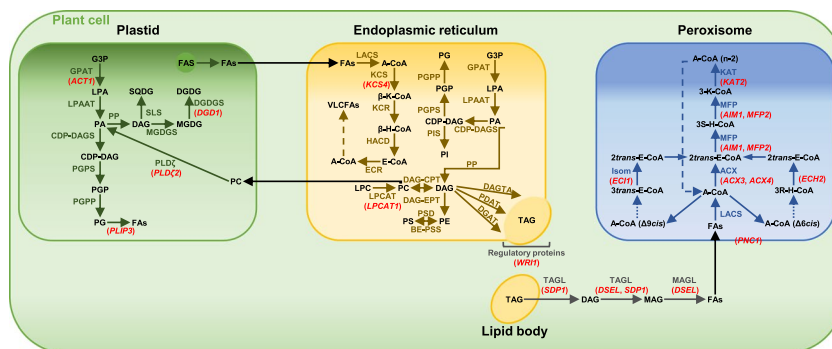 Plant cell
Plastid
G3P
GPAT
(ACT1)
LPA
LPAAT
PA
PP
DAG
SLS
SQDG
MGDGS
MGDG
DGDGS
(DGD1)
DGDG
CDP-DAGS
CDP-DAG
PGPS
PGP
PGPP
PG
FAs
(PLIP3)
PLDζ
(PLDζ2)
PC
FAS
FAs
Endoplasmic reticulum
FAs
LACS
A-CoA
KCS
(KCS4)
β-K-CoA
KCR
β-H-CoA
HACD
E-CoA
ECR
A-CoA
VLCFAs
PG
PGPP
PGP
PGPS
CDP-DAG
PIS
PI
CDP-DAGS
G3P
GPAT
LPA
LPAAT
PA
PP
LPC
LPCAT
(LPCAT1)
PC
DAG-CPT
DAG-EPT
DAG
PSD
PS
PE
BE-PSS
DAGTA
PDAT
DGAT
TAG
Regulatory proteins
(WRI1)
Peroxisome
A-CoA (n-2)
KAT
(KAT2)
3-K-CoA
MFP
(AIM1, MFP2)
3S-H-CoA
MFP
(AIM1, MFP2)
2trans-E-CoA
2trans-E-CoA
2trans-E-CoA
Isom
(ECI1)
ACX
(ACX3, ACX4)
(ECH2)
3trans-E-CoA
A-CoA
3R-H-CoA
LACS
A-CoA (Δ9cis)
FAs
A-CoA (Δ6cis)
(PNC1)
TAG
TAGL
(SDP1)
DAG
TAGL
(DSEL, SDP1)
MAG
MAGL
(DSEL)
FAs
Lipid body